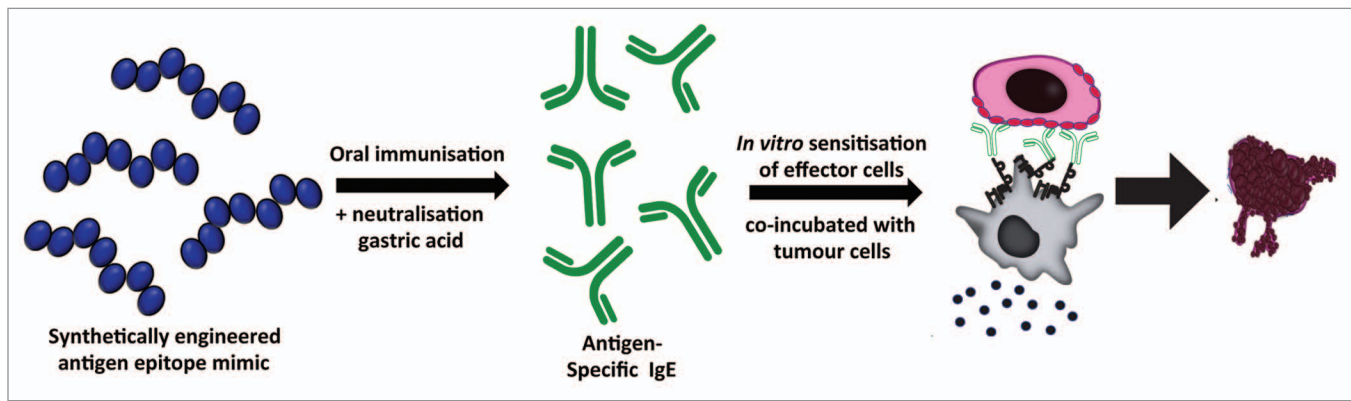 Synthetically engineered
antigen epitope mimic
Oral immunisation
+ neutralisation
gastric acid
Antigen-
Specific IgE
In vitro sensitisation
of effector cells
co-incubated with
tumour cells